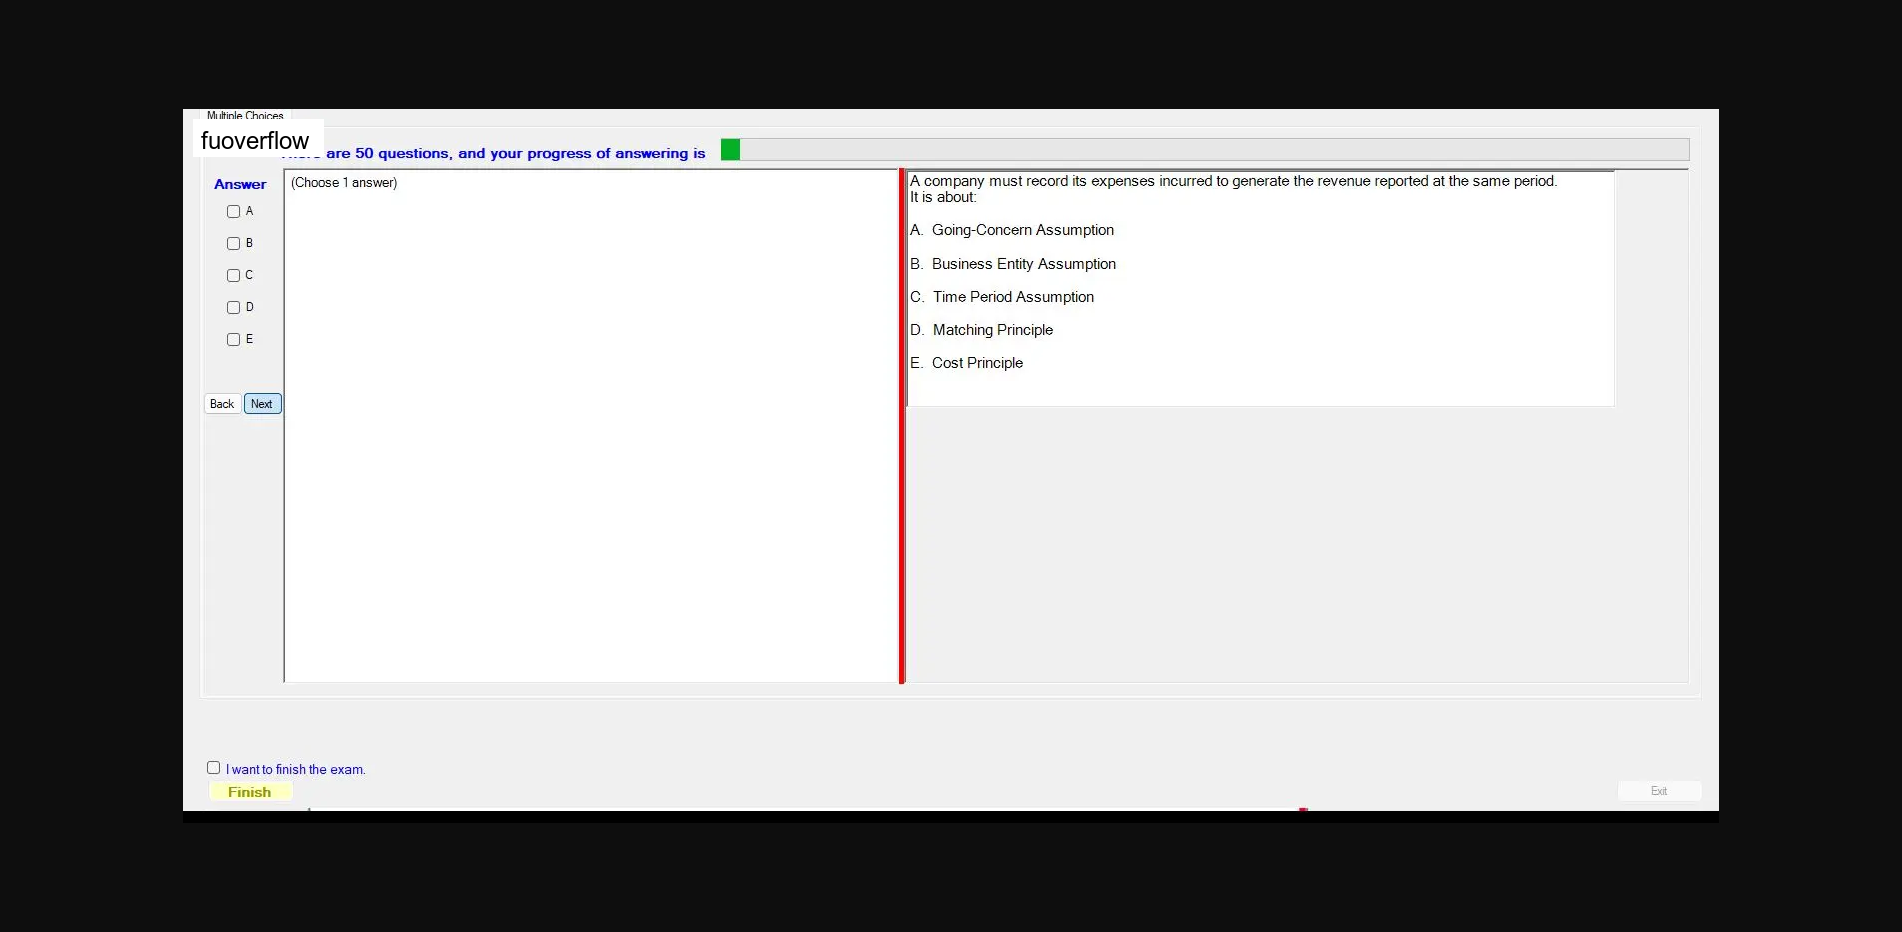 Multiple Choices
fuoverflow
are 50 questions, and your progress of answering is
Answer
(Choose 1 answer)
A
B
C
D
E
Back
Next
A company must record its expenses incurred to generate the revenue reported at the same period.
It is about:
A. Going-Concern Assumption
B. Business Entity Assumption
C. Time Period Assumption
D. Matching Principle
E. Cost Principle
I want to finish the exam.
Finish
Exit